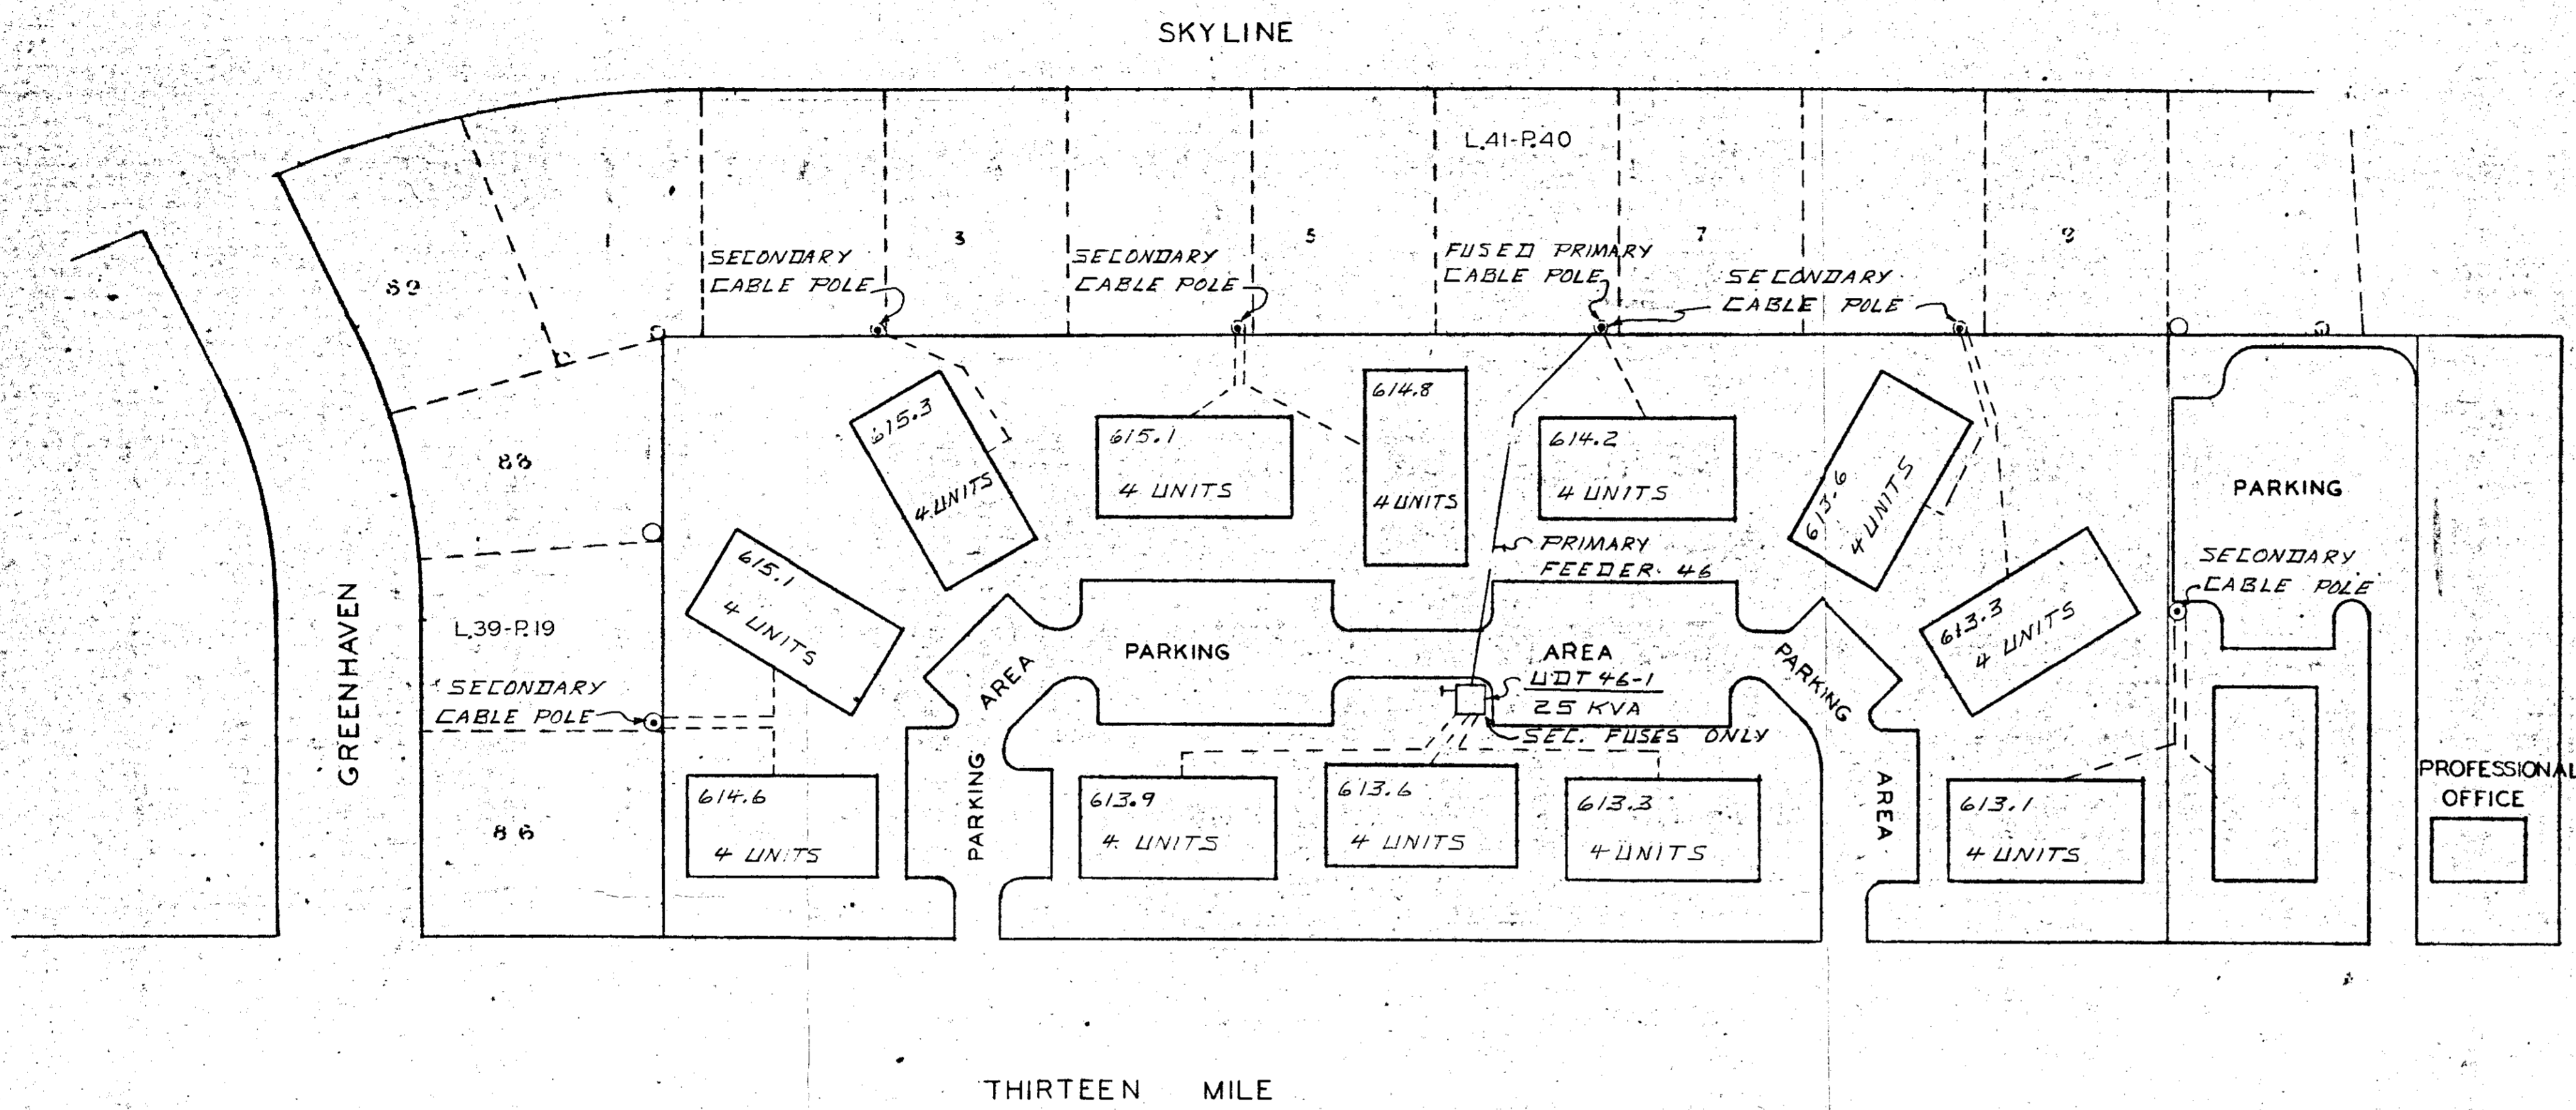 SKYLINE
L.41-P.40
1
3
5
7
9
SECONDARY
CABLE POLE
SECONDARY
CABLE POLE
FUSED PRIMARY
CABLE POLE
SECONDARY
CABLE POLE
88
L.39-P.19
SECONDARY
CABLE POLE
86
GREENHAVEN
615.3
4 UNITS
615.1
4 UNITS
614.8
4 UNITS
614.2
4 UNITS
613.6
4 UNITS
615.1
4 UNITS
613.3
4 UNITS
PRIMARY
FEEDER 46
PARKING
SECONDARY
CABLE POLE
PARKING
AREA
PARKING
AREA
UDT 46-1
25 KVA
SEC. FUSES ONLY
PARKING
AREA
614.6
4 UNITS
613.9
4 UNITS
613.6
4 UNITS
613.3
4 UNITS
613.1
4 UNITS
PROFESSIONAL
OFFICE
THIRTEEN MILE